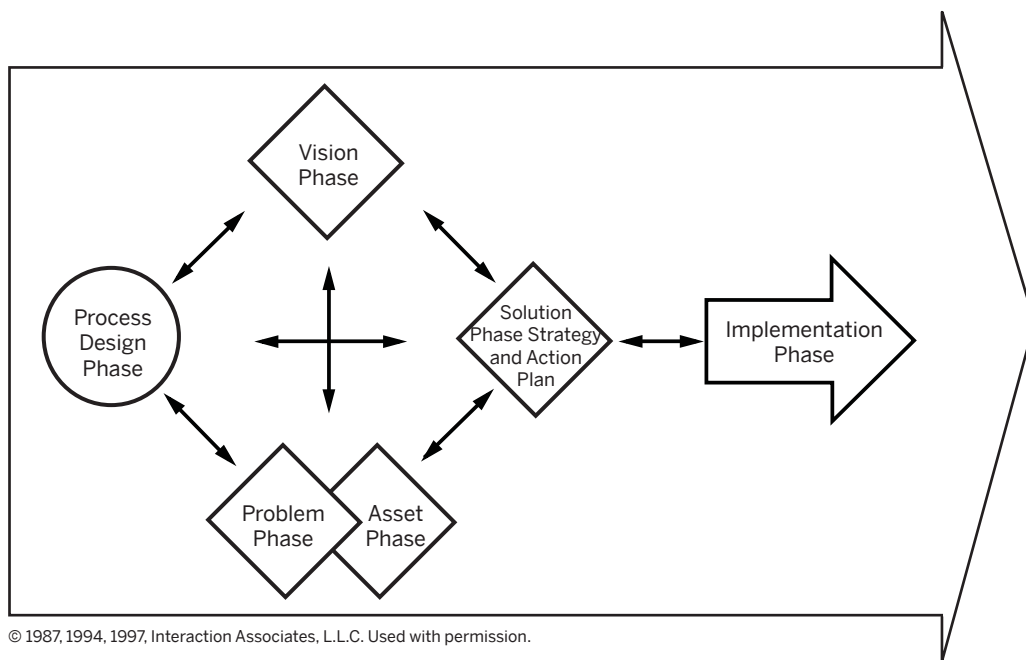 Vision
Phase
Process
Design
Phase
Solution
Phase Strategy
and Action
Plan
Implementation
Phase
Problem
Phase
Asset
Phase
© 1987, 1994, 1997, Interaction Associates, L.L.C. Used with permission.